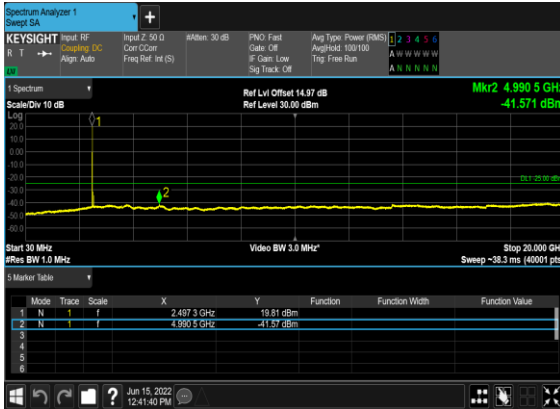 Spectrum Analyzer 1
Swept SA
+
KEYSIGHT Input: RF Input Z: 50 Ω #Atten: 30 dB PNO: Fast Avg Type: Power (RMS) 1 2 3 4 5 6
R T Coupling: DC Corr CCorr Gate: Off Avg|Hold: 100/100 A W W W W W
Align: Auto Freq Ref: Int (S) IF Gain: Low Trig: Free Run
Sig Track: Off A N N N N N
1 Spectrum Ref Lvl Offset 14.97 dB Mkr2 4.990 5 GHz
Scale/Div 10 dB Ref Level 30.00 dBm -41.571 dBm
Log
20.0
10.0
0.00
-10.0
-20.0
-30.0
-40.0
-50.0
-60.0
1
2
Start 30 MHz Video BW 3.0 MHz* Stop 20.000 GH
#Res BW 1.0 MHz Sweep ~38.3 ms (40001 pts
5 Marker Table
Mode Trace Scale X Y Function Function Width Function Value
1 N 1 f 2.497 3 GHz 19.81 dBm
2 N 1 f 4.990 5 GHz -41.57 dBm
3
4
5
6
? Jun 15, 2022
12:41:40 PM